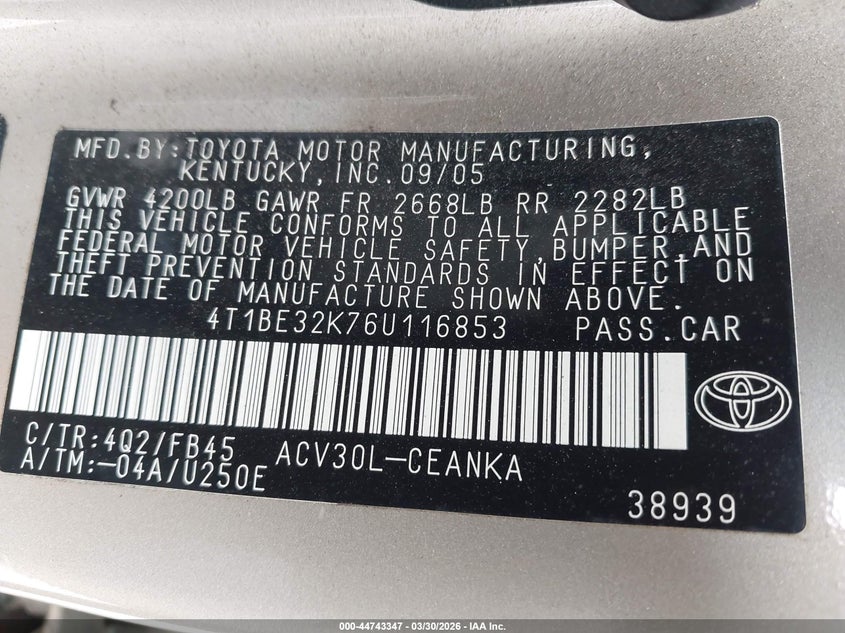 MFD.BY:TOYOTA MOTOR MANUFACTURING,
KENTUCKY,INC.09/05
GVWR 4200LB GAWR FR 2668LB RR 2282LB
THIS VEHICLE CONFORMS TO ALL APPLICABLE
FEDERAL MOTOR VEHICLE SAFETY,BUMPER,AND
THEFT PREVENTION STANDARDS IN EFFECT ON
THE DATE OF MANUFACTURE SHOWN ABOVE.
4T1BE32K76U116853 PASS.CAR
C/TR:4Q2/FB45 ACV30L-CEANKA
A/TM:-04A/U250E
38939
000-44743347 | 03/30/2026 - IAA Inc.